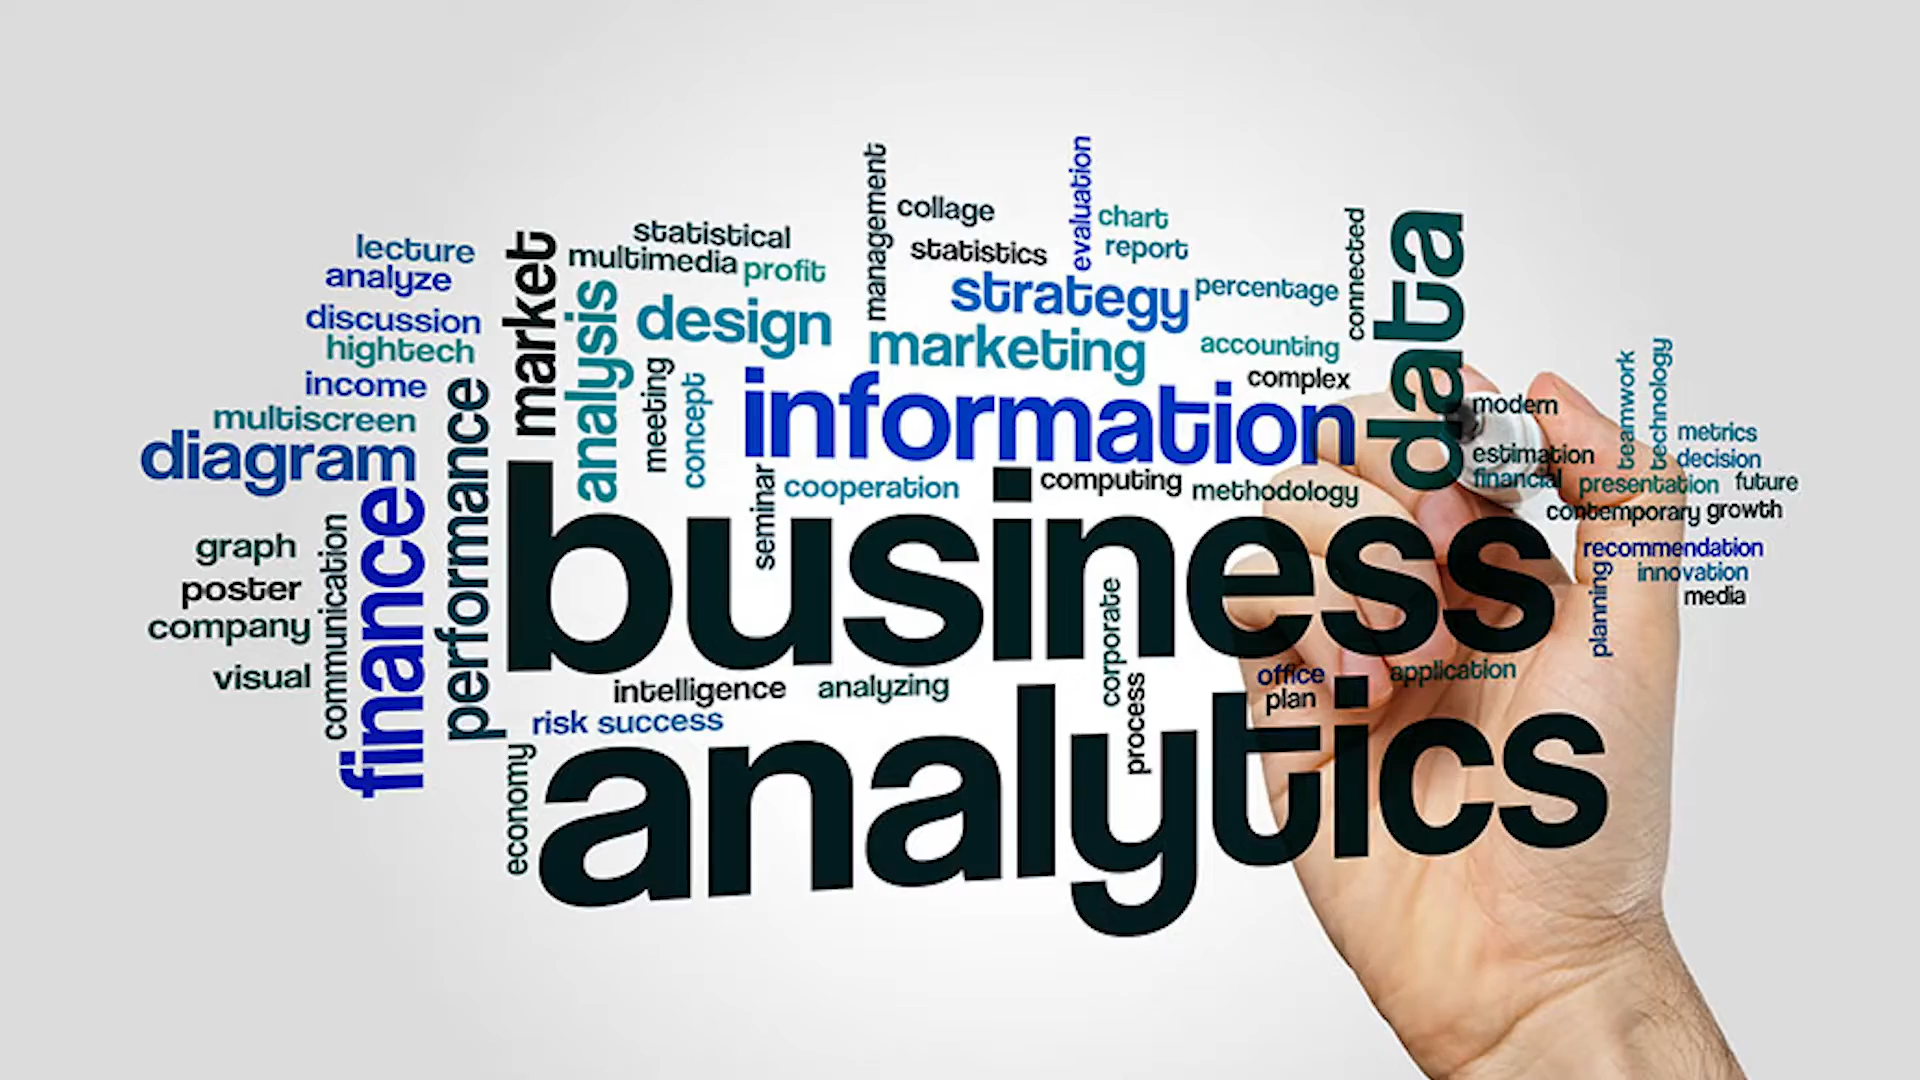 management
collage
evaluation
chart
statistics
report
connected
data
lecture
analyze
market
statistical
multimedia
profit
strategy
percentage
discussion
hightech
analysis
design
marketing
accounting
complex
income
multiscreen
diagram
performance
meeting
concept
information
modern
teamwork
technology
metrics
decision
estimation
financial
presentation
future
contemporary
growth
finance
seminar
cooperation
computing
methodology
business
graph
poster
company
visual
communication
recommendation
innovation
media
planning
corporate
intelligence
analyzing
process
office
plan
application
risk
success
economy
analytics